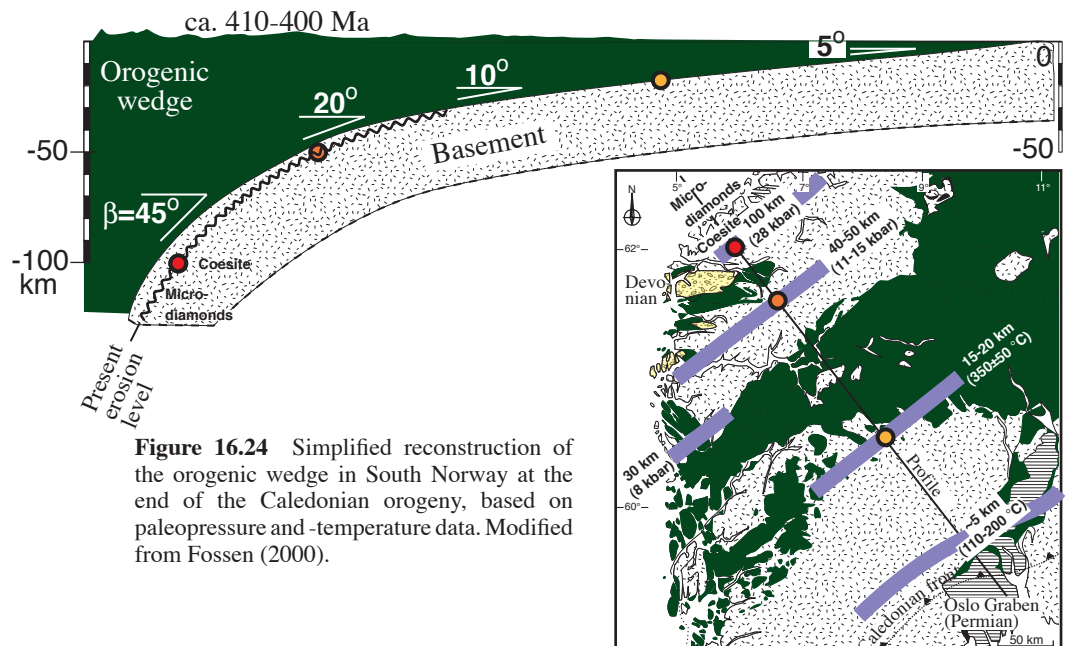 ca. 410-400 Ma
Orogenic
wedge
5°
0
10°
20°
-50
Basement
-50
β=45°
-100
km
Coesite
Micro-
diamonds
Present
erosion
level
N
5°
7°
9°
11°
Micro-
diamonds
Coesite
100 km
(28 kbar)
40-50 km
(11-15 kbar)
62°
Devo-
nian
15-20 km
(350±50 °C)
30 km
(8 kbar)
Profile
60°
~5 km
(110-200 °C)
Caledonian front
Oslo Graben
(Permian)
50 km
Figure 16.24 Simplified reconstruction of
the orogenic wedge in South Norway at the
end of the Caledonian orogeny, based on
paleopressure and -temperature data. Modified
from Fossen (2000).